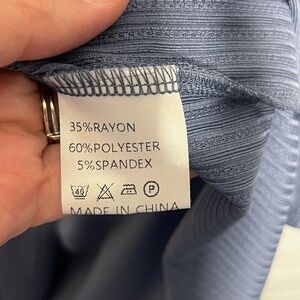 35%RAYON
60%POLYESTER
5%SPANDEX
40 P
MADE IN CHINA